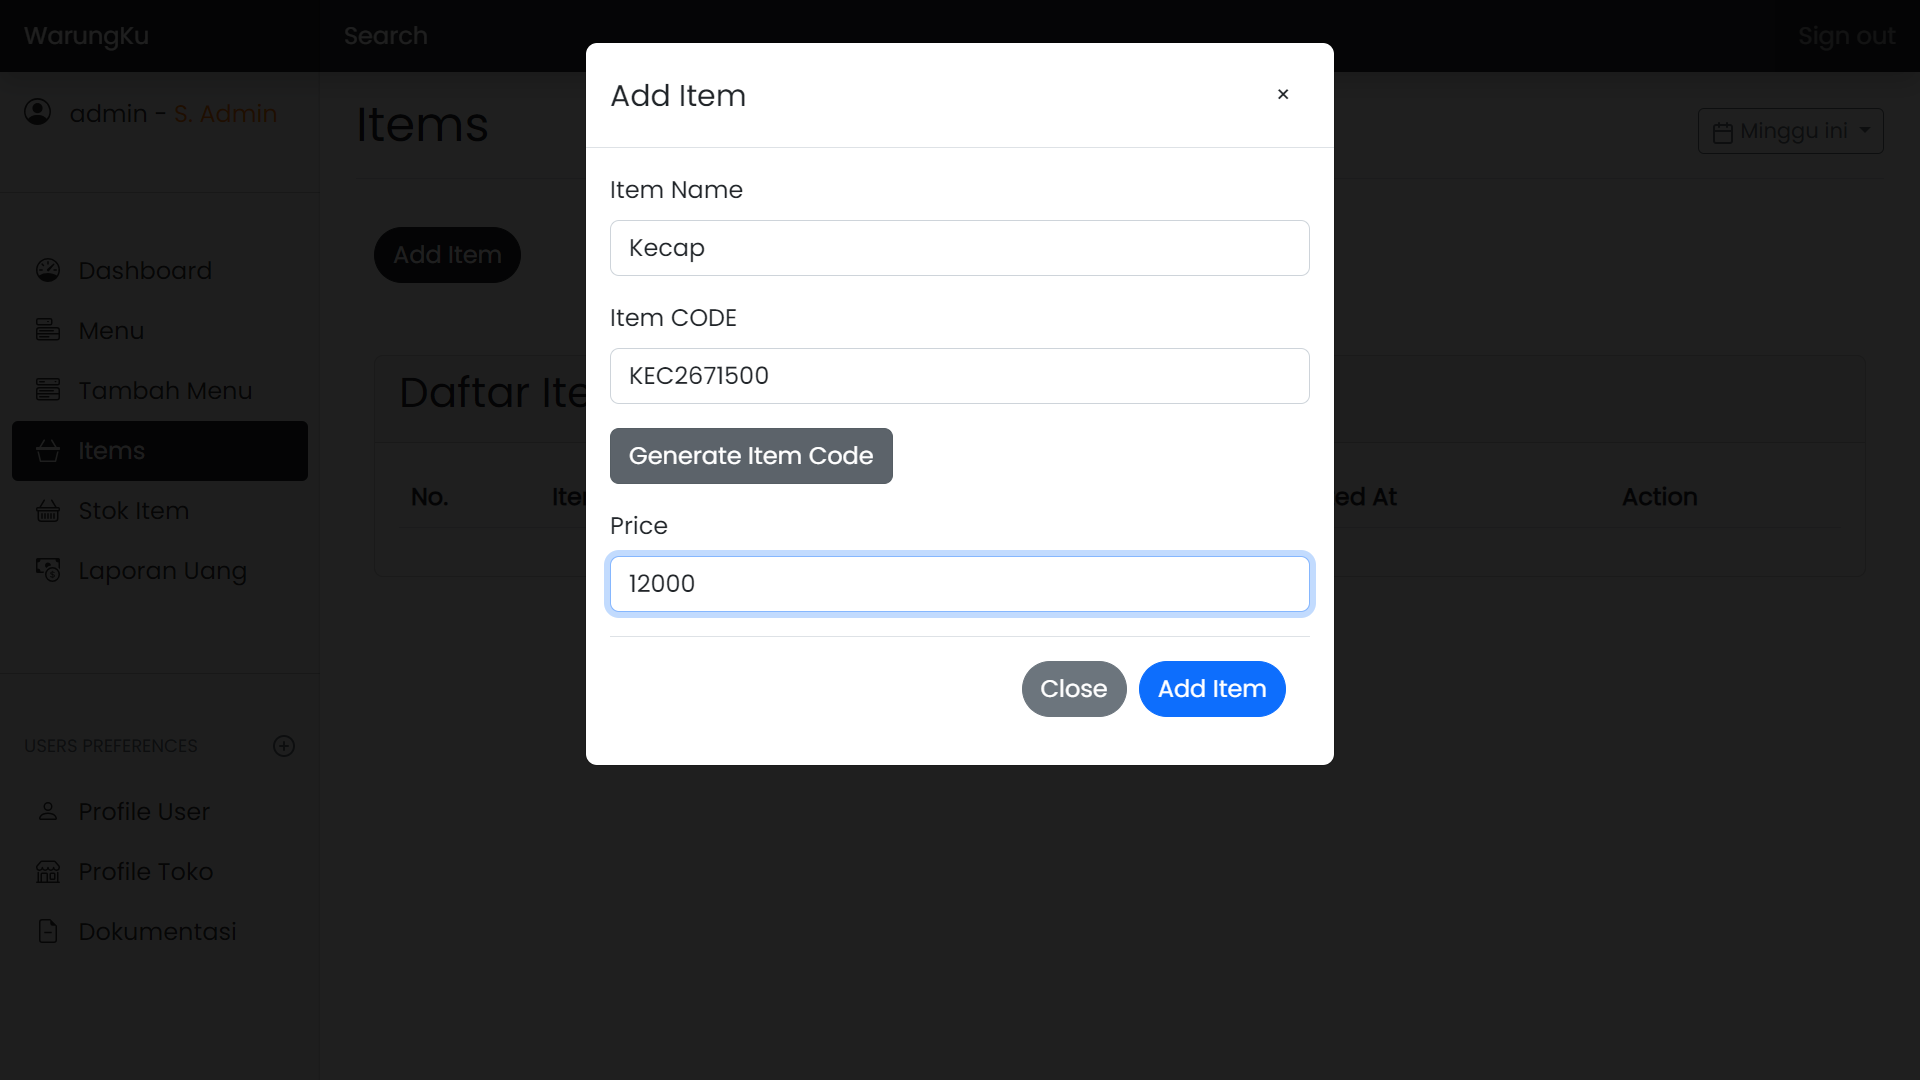 WarungKu
Search
Sign out
admin - S. Admin
Dashboard
Menu
Tambah Menu
Items
Stok Item
Laporan Uang
USERS PREFERENCES
Profile User
Profile Toko
Dokumentasi
Items
Minggu ini
Add Item
Daftar Ite
No.
Iter
ed At
Action
Add Item
×
Item Name
Kecap
Item CODE
KEC2671500
Generate Item Code
Price
12000
Close
Add Item